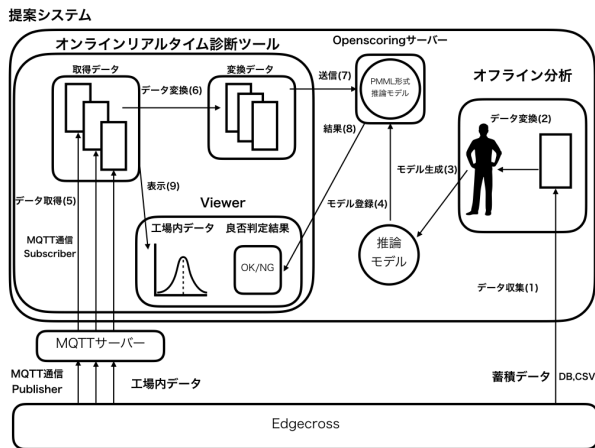 提案システム
オンラインリアルタイム診断ツール
Openscoringサーバー
オフライン分析
取得データ
データ変換(6)
変換データ
送信(7)
PMML形式
推論モデル
結果(8)
データ変換(2)
モデル生成(3)
モデル登録(4)
表示(9)
データ取得(5)
Viewer
MQTT通信
Subscriber
工場内データ
良否判定結果
OK/NG
推論
モデル
データ収集(1)
MQTTサーバー
MQTT通信
Publisher
工場内データ
蓄積データ DB,CSV
Edgecross